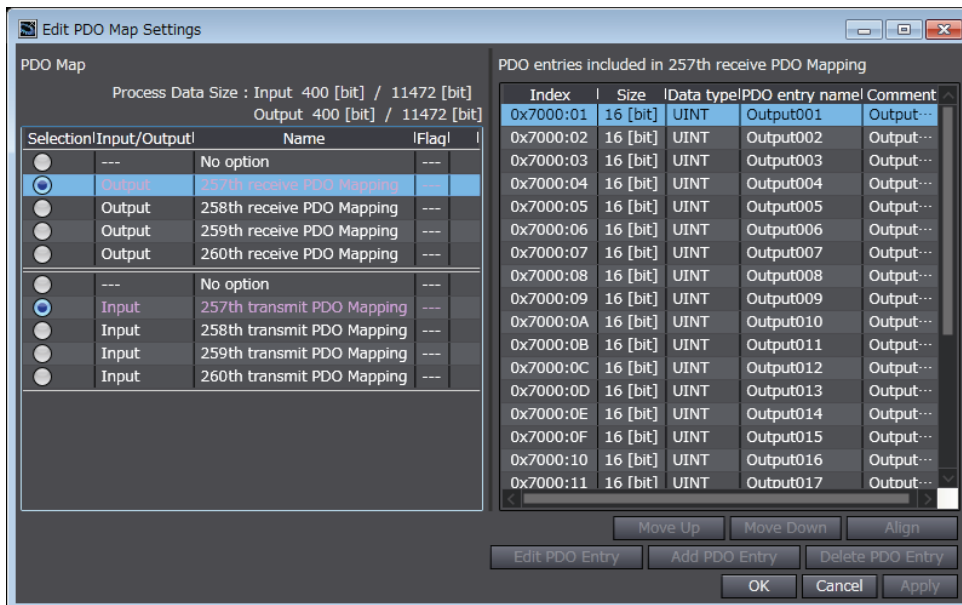 Edit PDO Map Settings
PDO Map
Process Data Size : Input 400 [bit] / 11472 [bit]
Output 400 [bit] / 11472 [bit]
Selection Input/Output Name Flag
--- No option ---
Output 257th receive PDO Mapping ---
Output 258th receive PDO Mapping ---
Output 259th receive PDO Mapping ---
Output 260th receive PDO Mapping ---
--- No option ---
Input 257th transmit PDO Mapping ---
Input 258th transmit PDO Mapping ---
Input 259th transmit PDO Mapping ---
Input 260th transmit PDO Mapping ---
PDO entries included in 257th receive PDO Mapping
Index Size Data type PDO entry name Comment
0x7000:01 16 [bit] UINT Output001 Output···
0x7000:02 16 [bit] UINT Output002 Output···
0x7000:03 16 [bit] UINT Output003 Output···
0x7000:04 16 [bit] UINT Output004 Output···
0x7000:05 16 [bit] UINT Output005 Output···
0x7000:06 16 [bit] UINT Output006 Output···
0x7000:07 16 [bit] UINT Output007 Output···
0x7000:08 16 [bit] UINT Output008 Output···
0x7000:09 16 [bit] UINT Output009 Output···
0x7000:0A 16 [bit] UINT Output010 Output···
0x7000:0B 16 [bit] UINT Output011 Output···
0x7000:0C 16 [bit] UINT Output012 Output···
0x7000:0D 16 [bit] UINT Output013 Output···
0x7000:0E 16 [bit] UINT Output014 Output···
0x7000:0F 16 [bit] UINT Output015 Output···
0x7000:10 16 [bit] UINT Output016 Output···
0x7000:11 16 [bit] UINT Output017 Output···
Move Up Move Down Align
Edit PDO Entry Add PDO Entry Delete PDO Entry
OK Cancel Apply